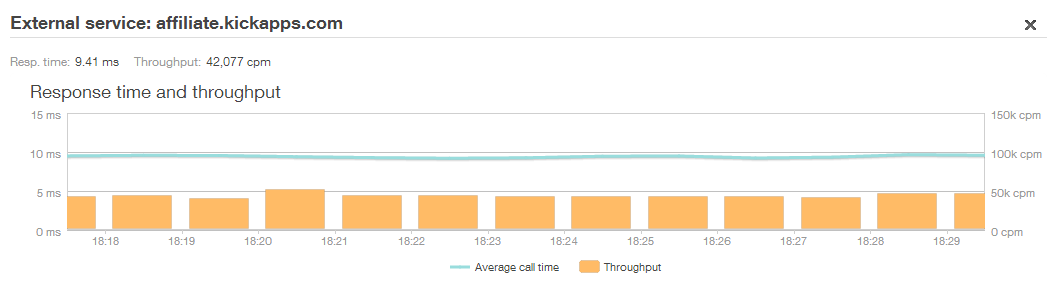 External service: affiliate.kickapps.com
Resp. time: 9.41 ms Throughput: 42,077 cpm
Response time and throughput
15 ms 150k cpm
10 ms 100k cpm
5 ms 50k cpm
0 ms 0 cpm
18:18 18:19 18:20 18:21 18:22 18:23 18:24 18:25 18:26 18:27 18:28 18:29
Average call time Throughput